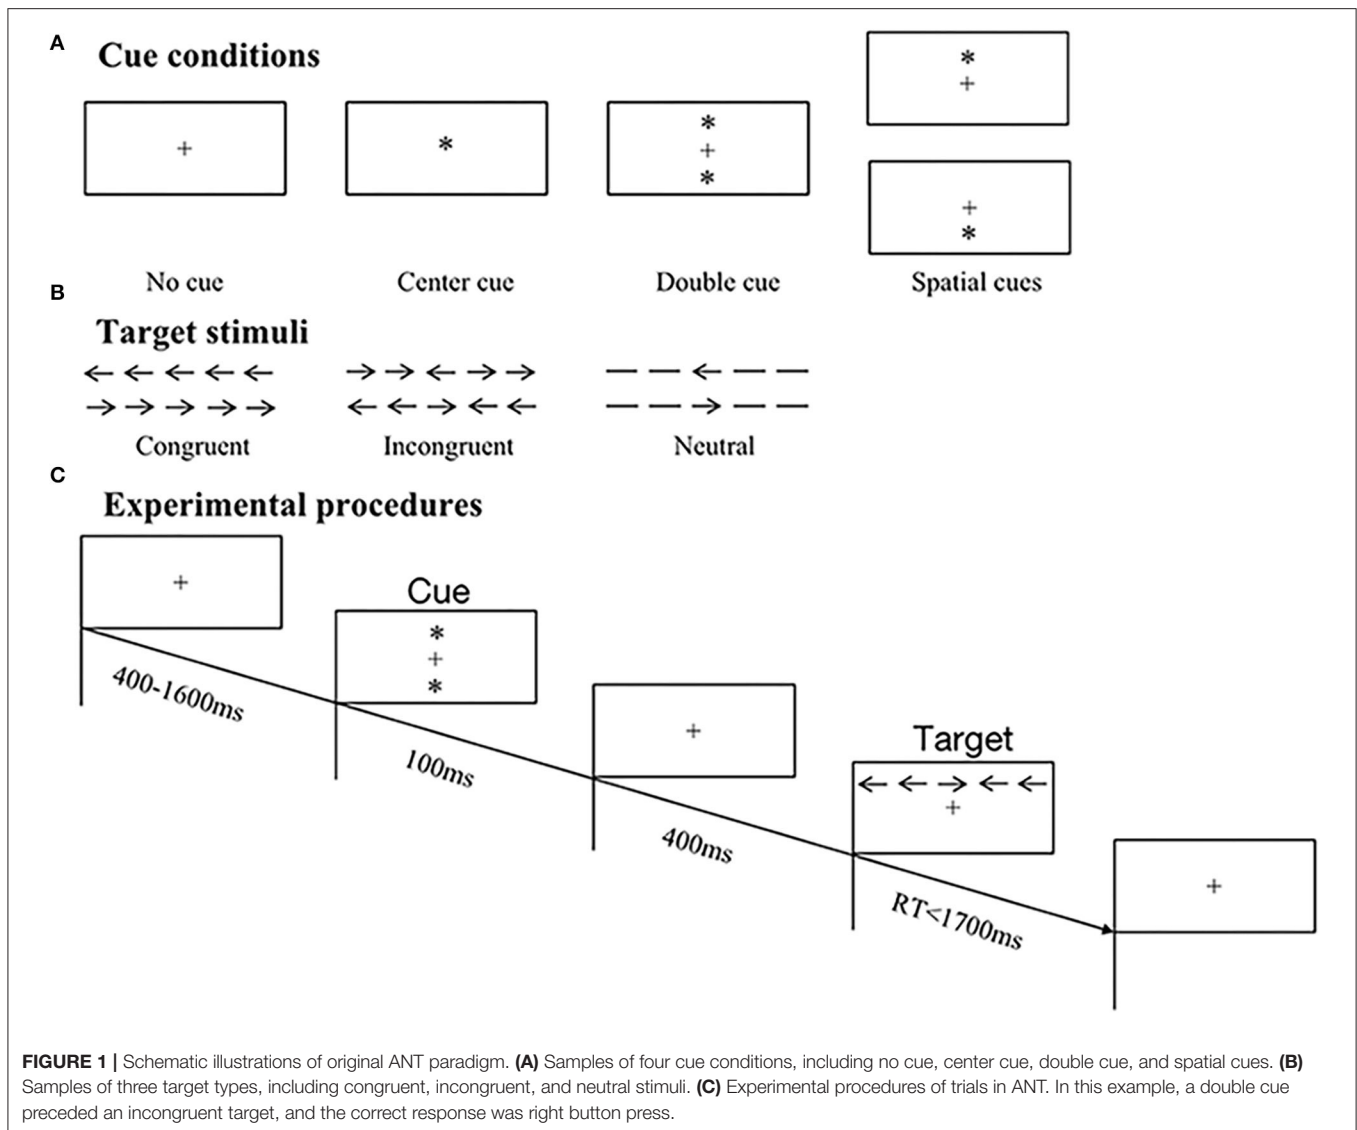 A
Cue conditions
*
+
+
*
*
+
*
+
*
No cue
Center cue
Double cue
Spatial cues
B
Target stimuli
← ← ← ← ←
→ → ← → →
— — ← — —
→ → → → →
← ← → ← ←
— — → — —
Congruent
Incongruent
Neutral
C
Experimental procedures
+
Cue
*
+
*
400-1600ms
+
100ms
Target
← ← → ← ←
+
400ms
+
RT<1700ms
FIGURE 1 | Schematic illustrations of original ANT paradigm. (A) Samples of four cue conditions, including no cue, center cue, double cue, and spatial cues. (B)
Samples of three target types, including congruent, incongruent, and neutral stimuli. (C) Experimental procedures of trials in ANT. In this example, a double cue
preceded an incongruent target, and the correct response was right button press.